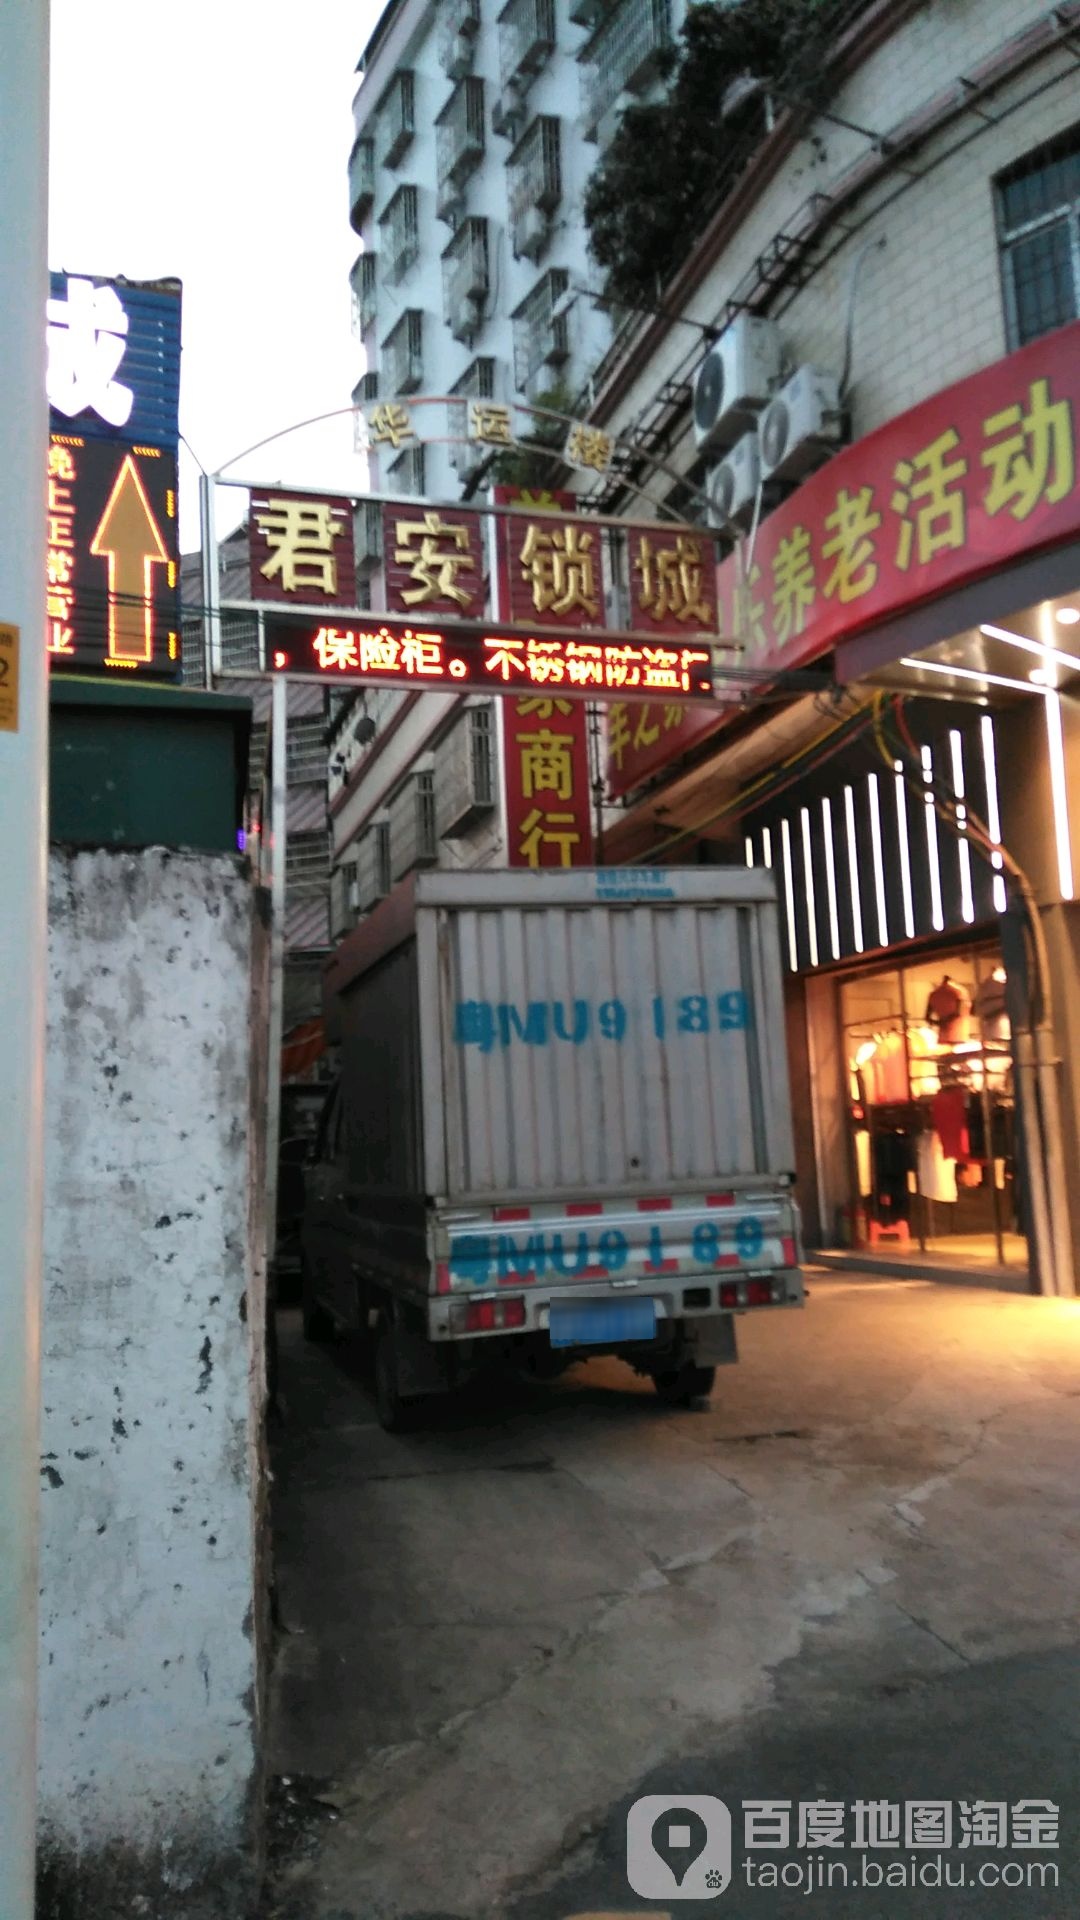 城
晚上正常营业
华运楼
君安锁城
，保险柜。不锈钢防盗门
商行
养老活动
粤MU9189
粤MU9189
2
百度地图淘金
taojin.baidu.com